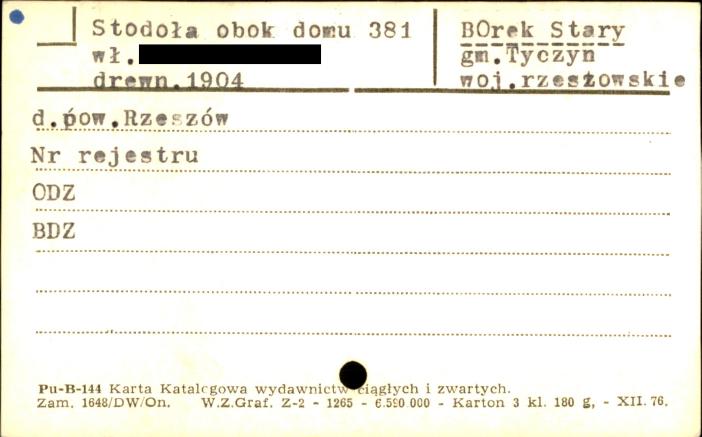 Stodoła obok domu 381
wł.
drewn.1904
BOrek Stary
gm.Tyczyn
woj.rzeszowskie
d.pow.Rzeszów
Nr rejestru
ODZ
BDZ
Pu-B-144 Karta Katalogowa wydawnictw ciągłych i zwartych.
Zam. 1648/DW/On. W.Z.Graf. Z-2 - 1265 - 6.590 000 - Karton 3 kl. 180 g, - XII. 76.